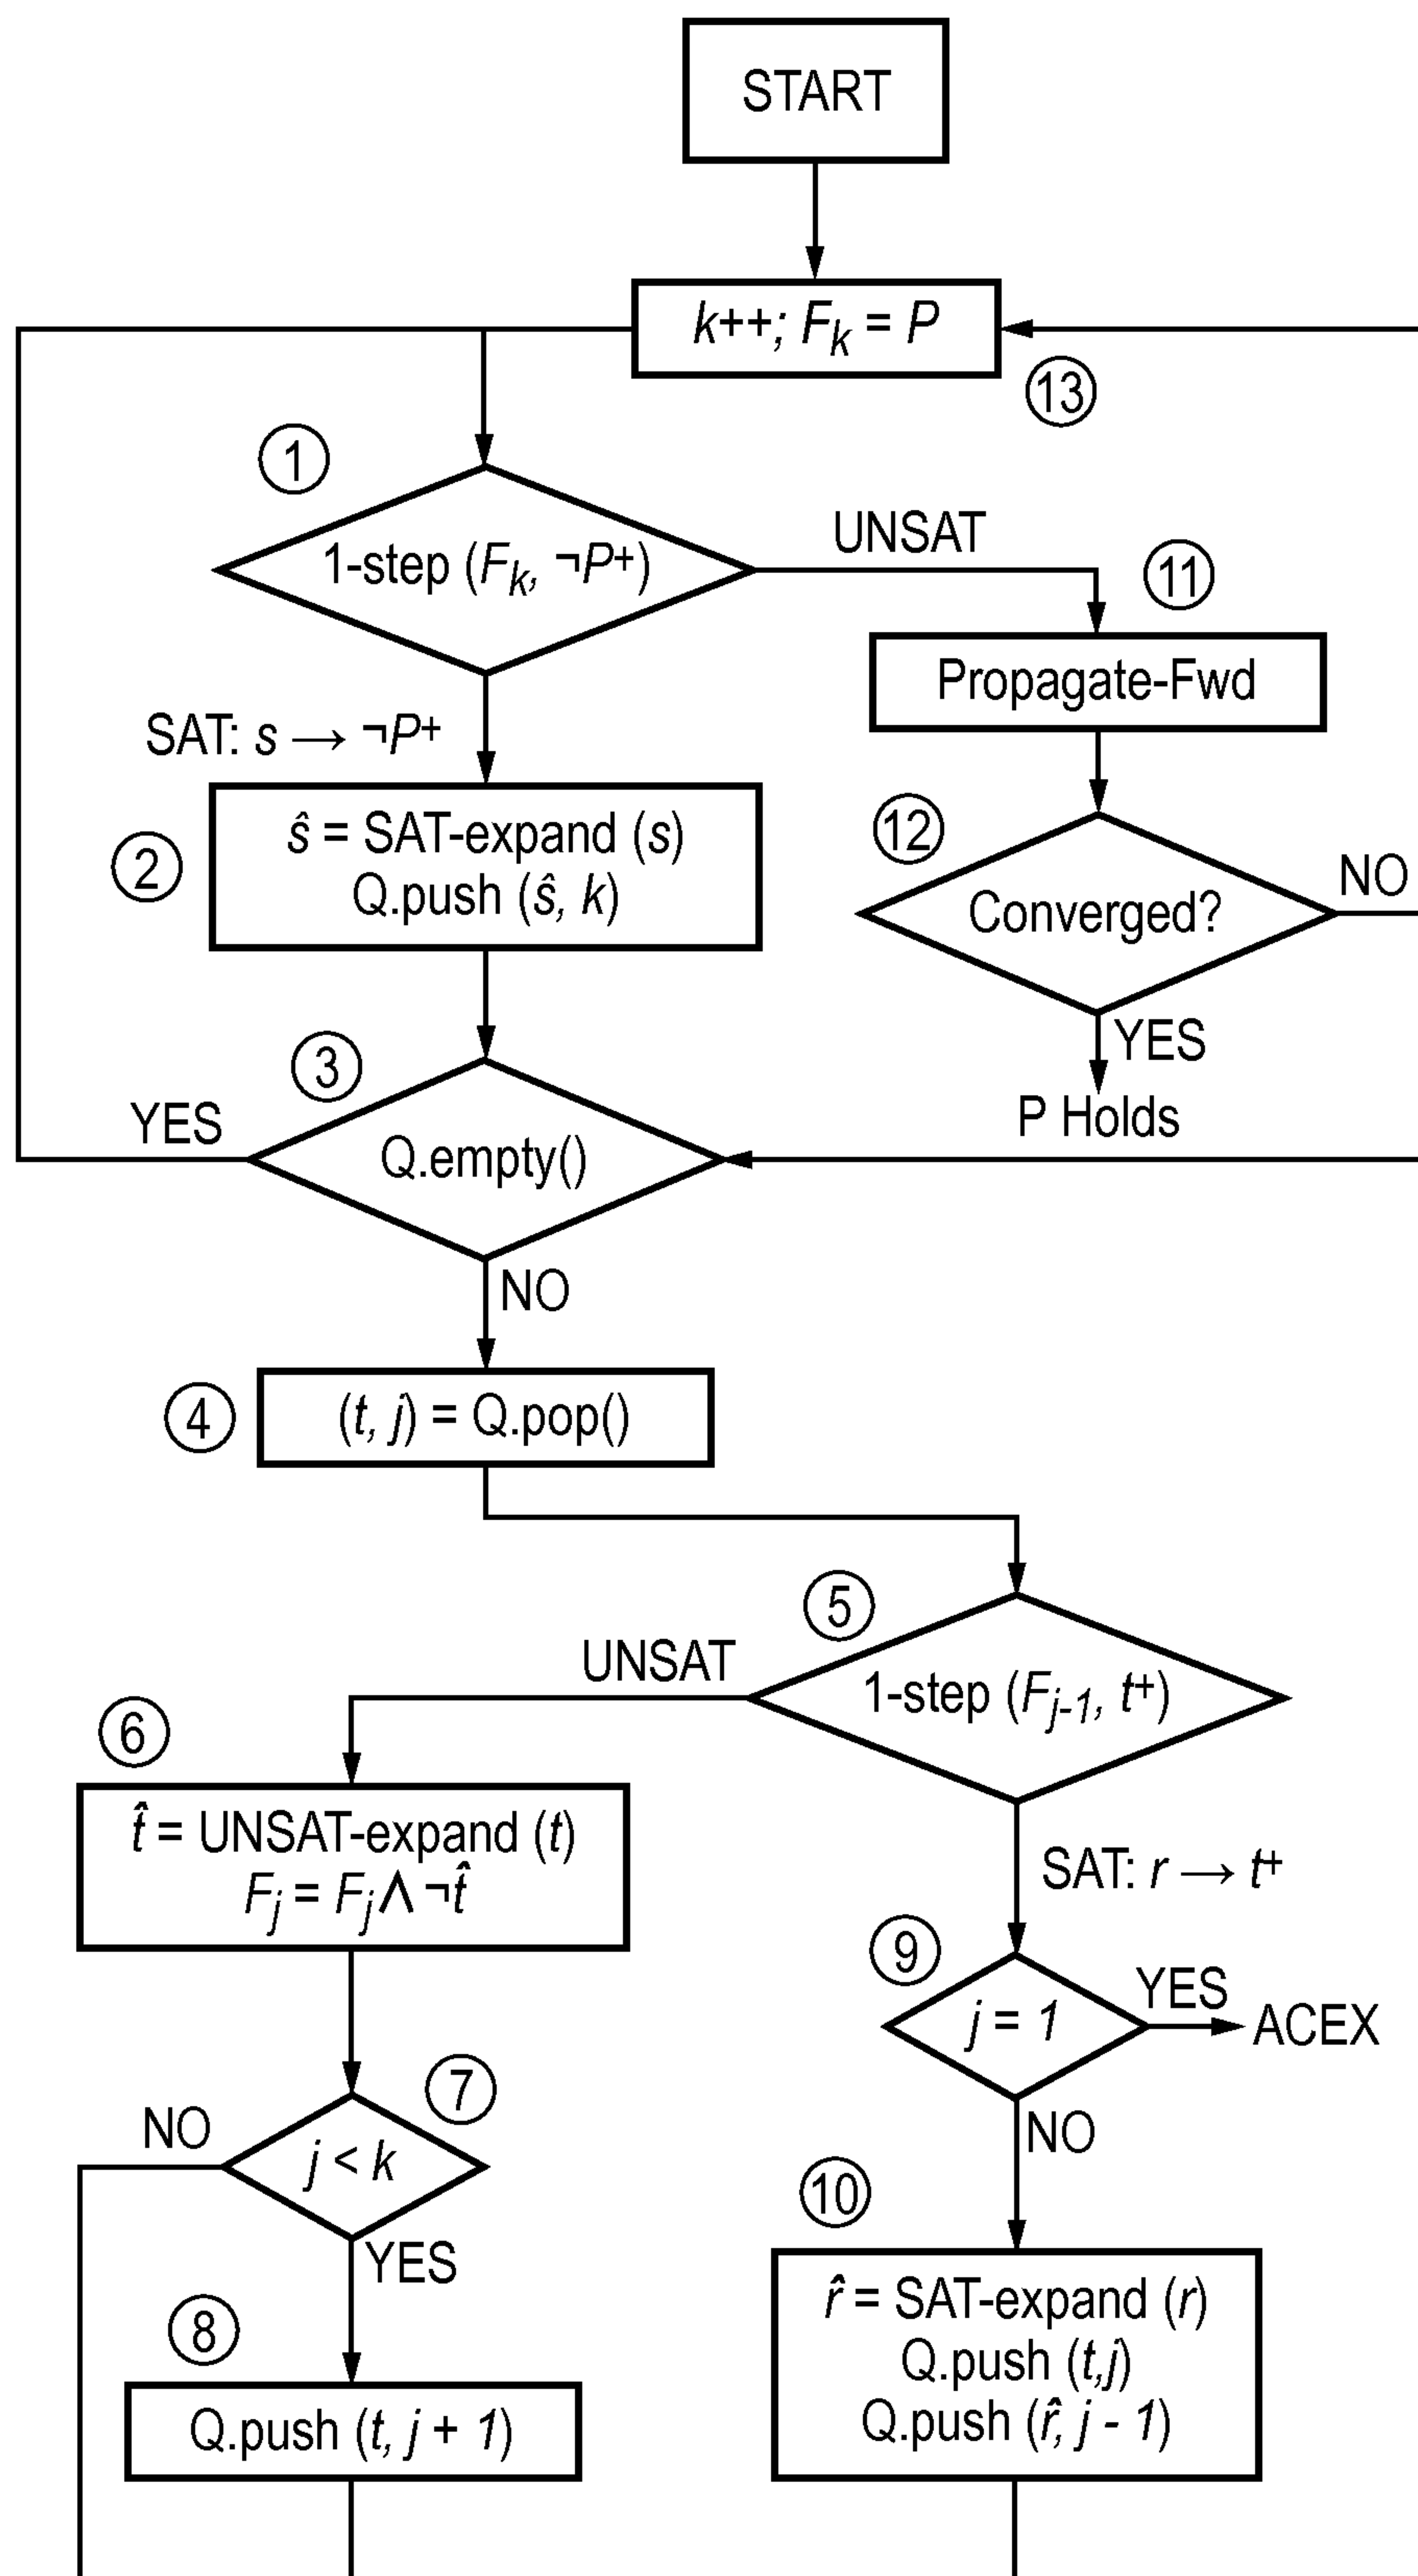 START
k++; Fₖ = P
13
1
1-step (Fₖ, ¬P⁺)
UNSAT
11
Propagate-Fwd
SAT: s → ¬P⁺
2
ŝ = SAT-expand (s)
Q.push (ŝ, k)
12
Converged?
NO
YES
P Holds
3
YES
Q.empty()
NO
4
(t, j) = Q.pop()
5
UNSAT
1-step (Fⱼ₋₁, t⁺)
6
t̂ = UNSAT-expand (t)
Fⱼ = Fⱼ ∧ ¬t̂
SAT: r → t⁺
9
j = 1
YES
ACEX
NO
7
NO
j < k
YES
10
r̂ = SAT-expand (r)
Q.push (t,j)
Q.push (r̂, j - 1)
8
Q.push (t, j + 1)